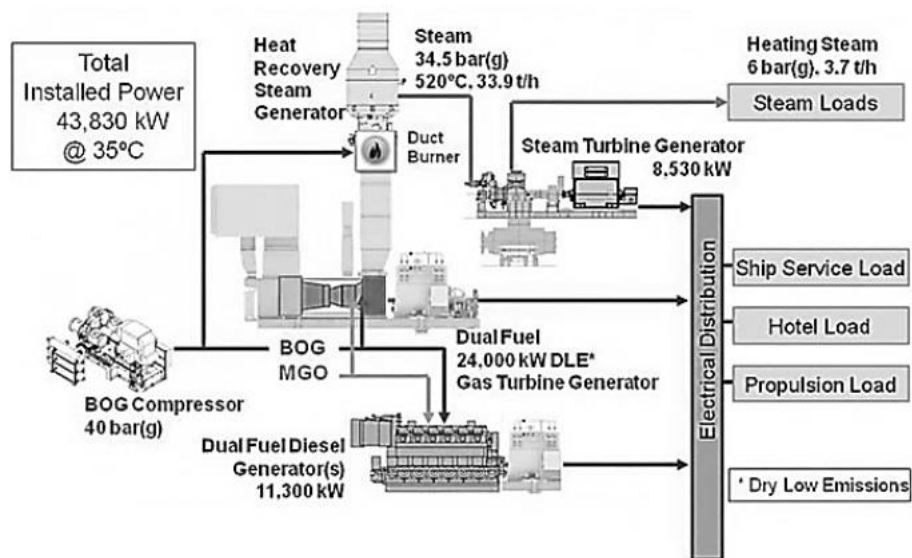 Total
Installed Power
43,830 kW
@ 35ºC
Heat
Recovery
Steam
Generator
Steam
34.5 bar(g)
520ºC, 33.9 t/h
Duct
Burner
Heating Steam
6 bar(g), 3.7 t/h
Steam Loads
Steam Turbine Generator
8,530 kW
Electrical Distribution
Ship Service Load
Hotel Load
Propulsion Load
BOG
MGO
Dual Fuel
24,000 kW DLE*
Gas Turbine Generator
BOG Compressor
40 bar(g)
Dual Fuel Diesel
Generator(s)
11,300 kW
* Dry Low Emissions